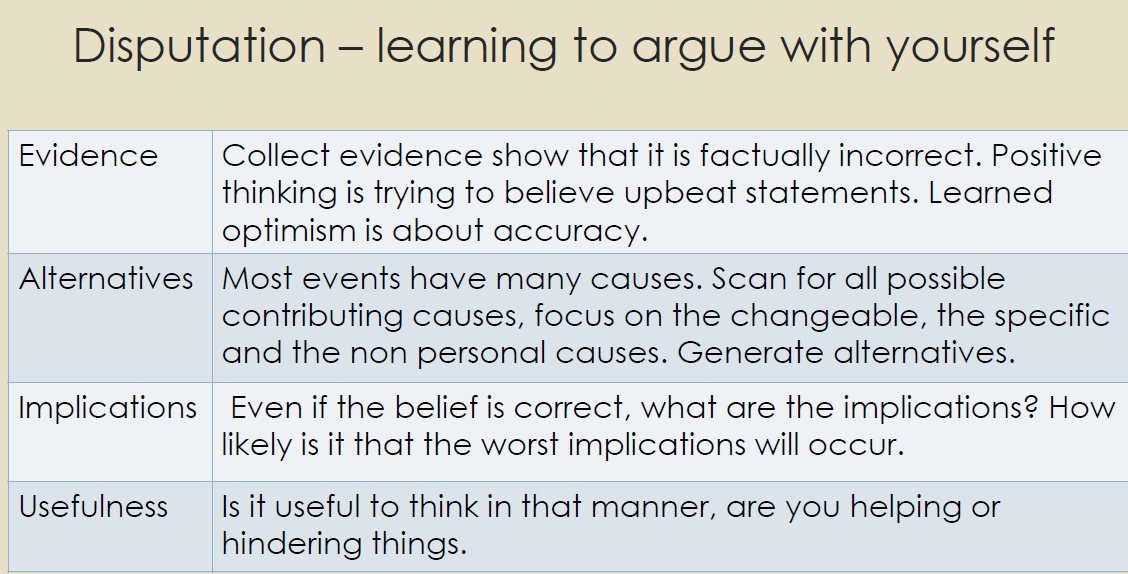 Disputation – learning to argue with yourself
Evidence
Collect evidence show that it is factually incorrect. Positive
thinking is trying to believe upbeat statements. Learned
optimism is about accuracy.
Alternatives
Most events have many causes. Scan for all possible
contributing causes, focus on the changeable, the specific
and the non personal causes. Generate alternatives.
Implications
Even if the belief is correct, what are the implications? How
likely is it that the worst implications will occur.
Usefulness
Is it useful to think in that manner, are you helping or
hindering things.